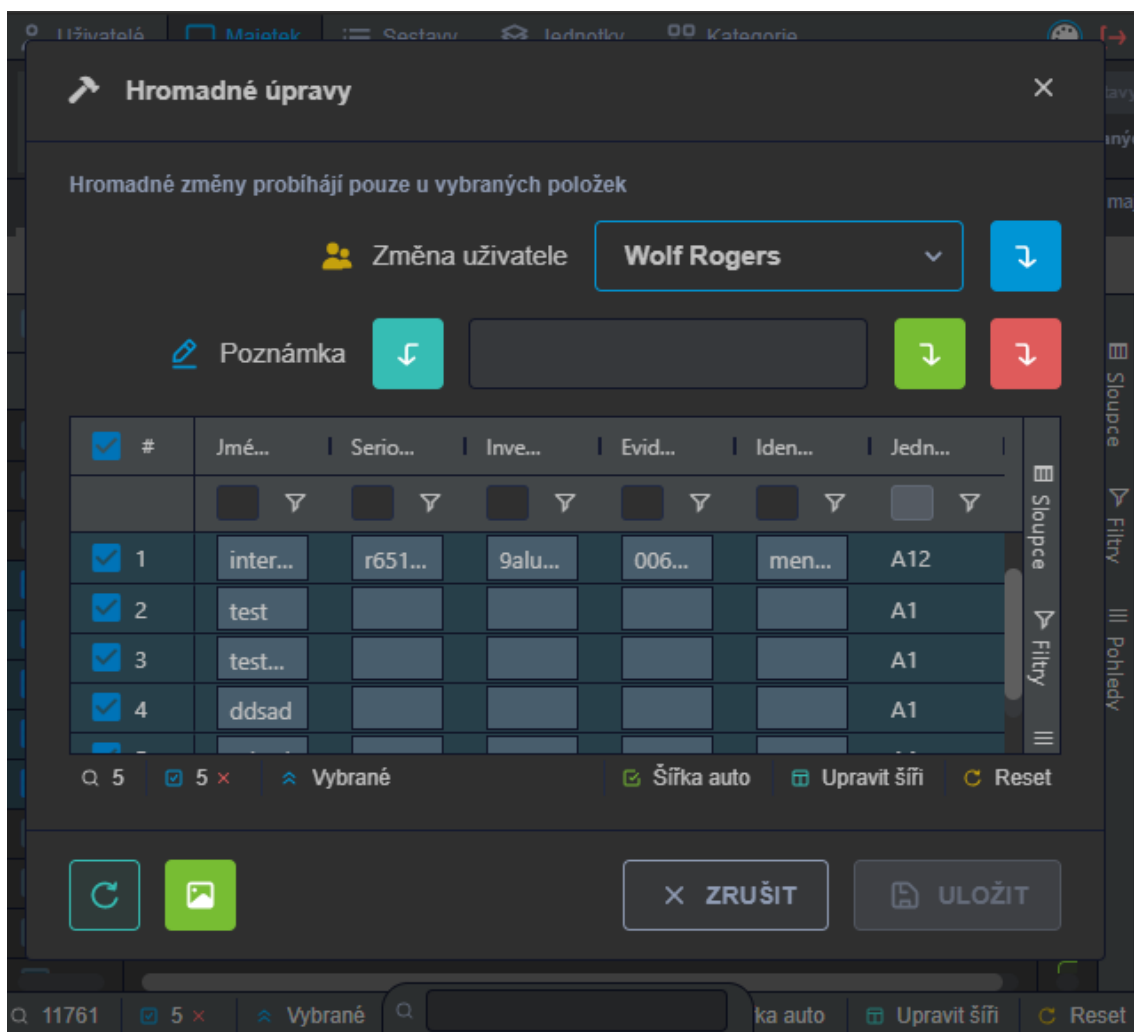 Uživatelé Majetek Sestavy Jednotky Kategorie
Hromadné úpravy
Hromadné změny probíhájí pouze u vybraných položek
Změna uživatele Wolf Rogers
Poznámka
# Jmé... Serio... Inve... Evid... Iden... Jedn...
1 inter... r651... 9alu... 006... men... A12
2 test A1
3 test... A1
4 ddsad A1
Sloupce
Filtry
5 5 × Vybrané Šířka auto Upravit šíři Reset
ZRUŠIT ULOŽIT
Sloupce
Filtry
Pohledy
11761 5 × Vybrané ka auto Upravit šíři Reset